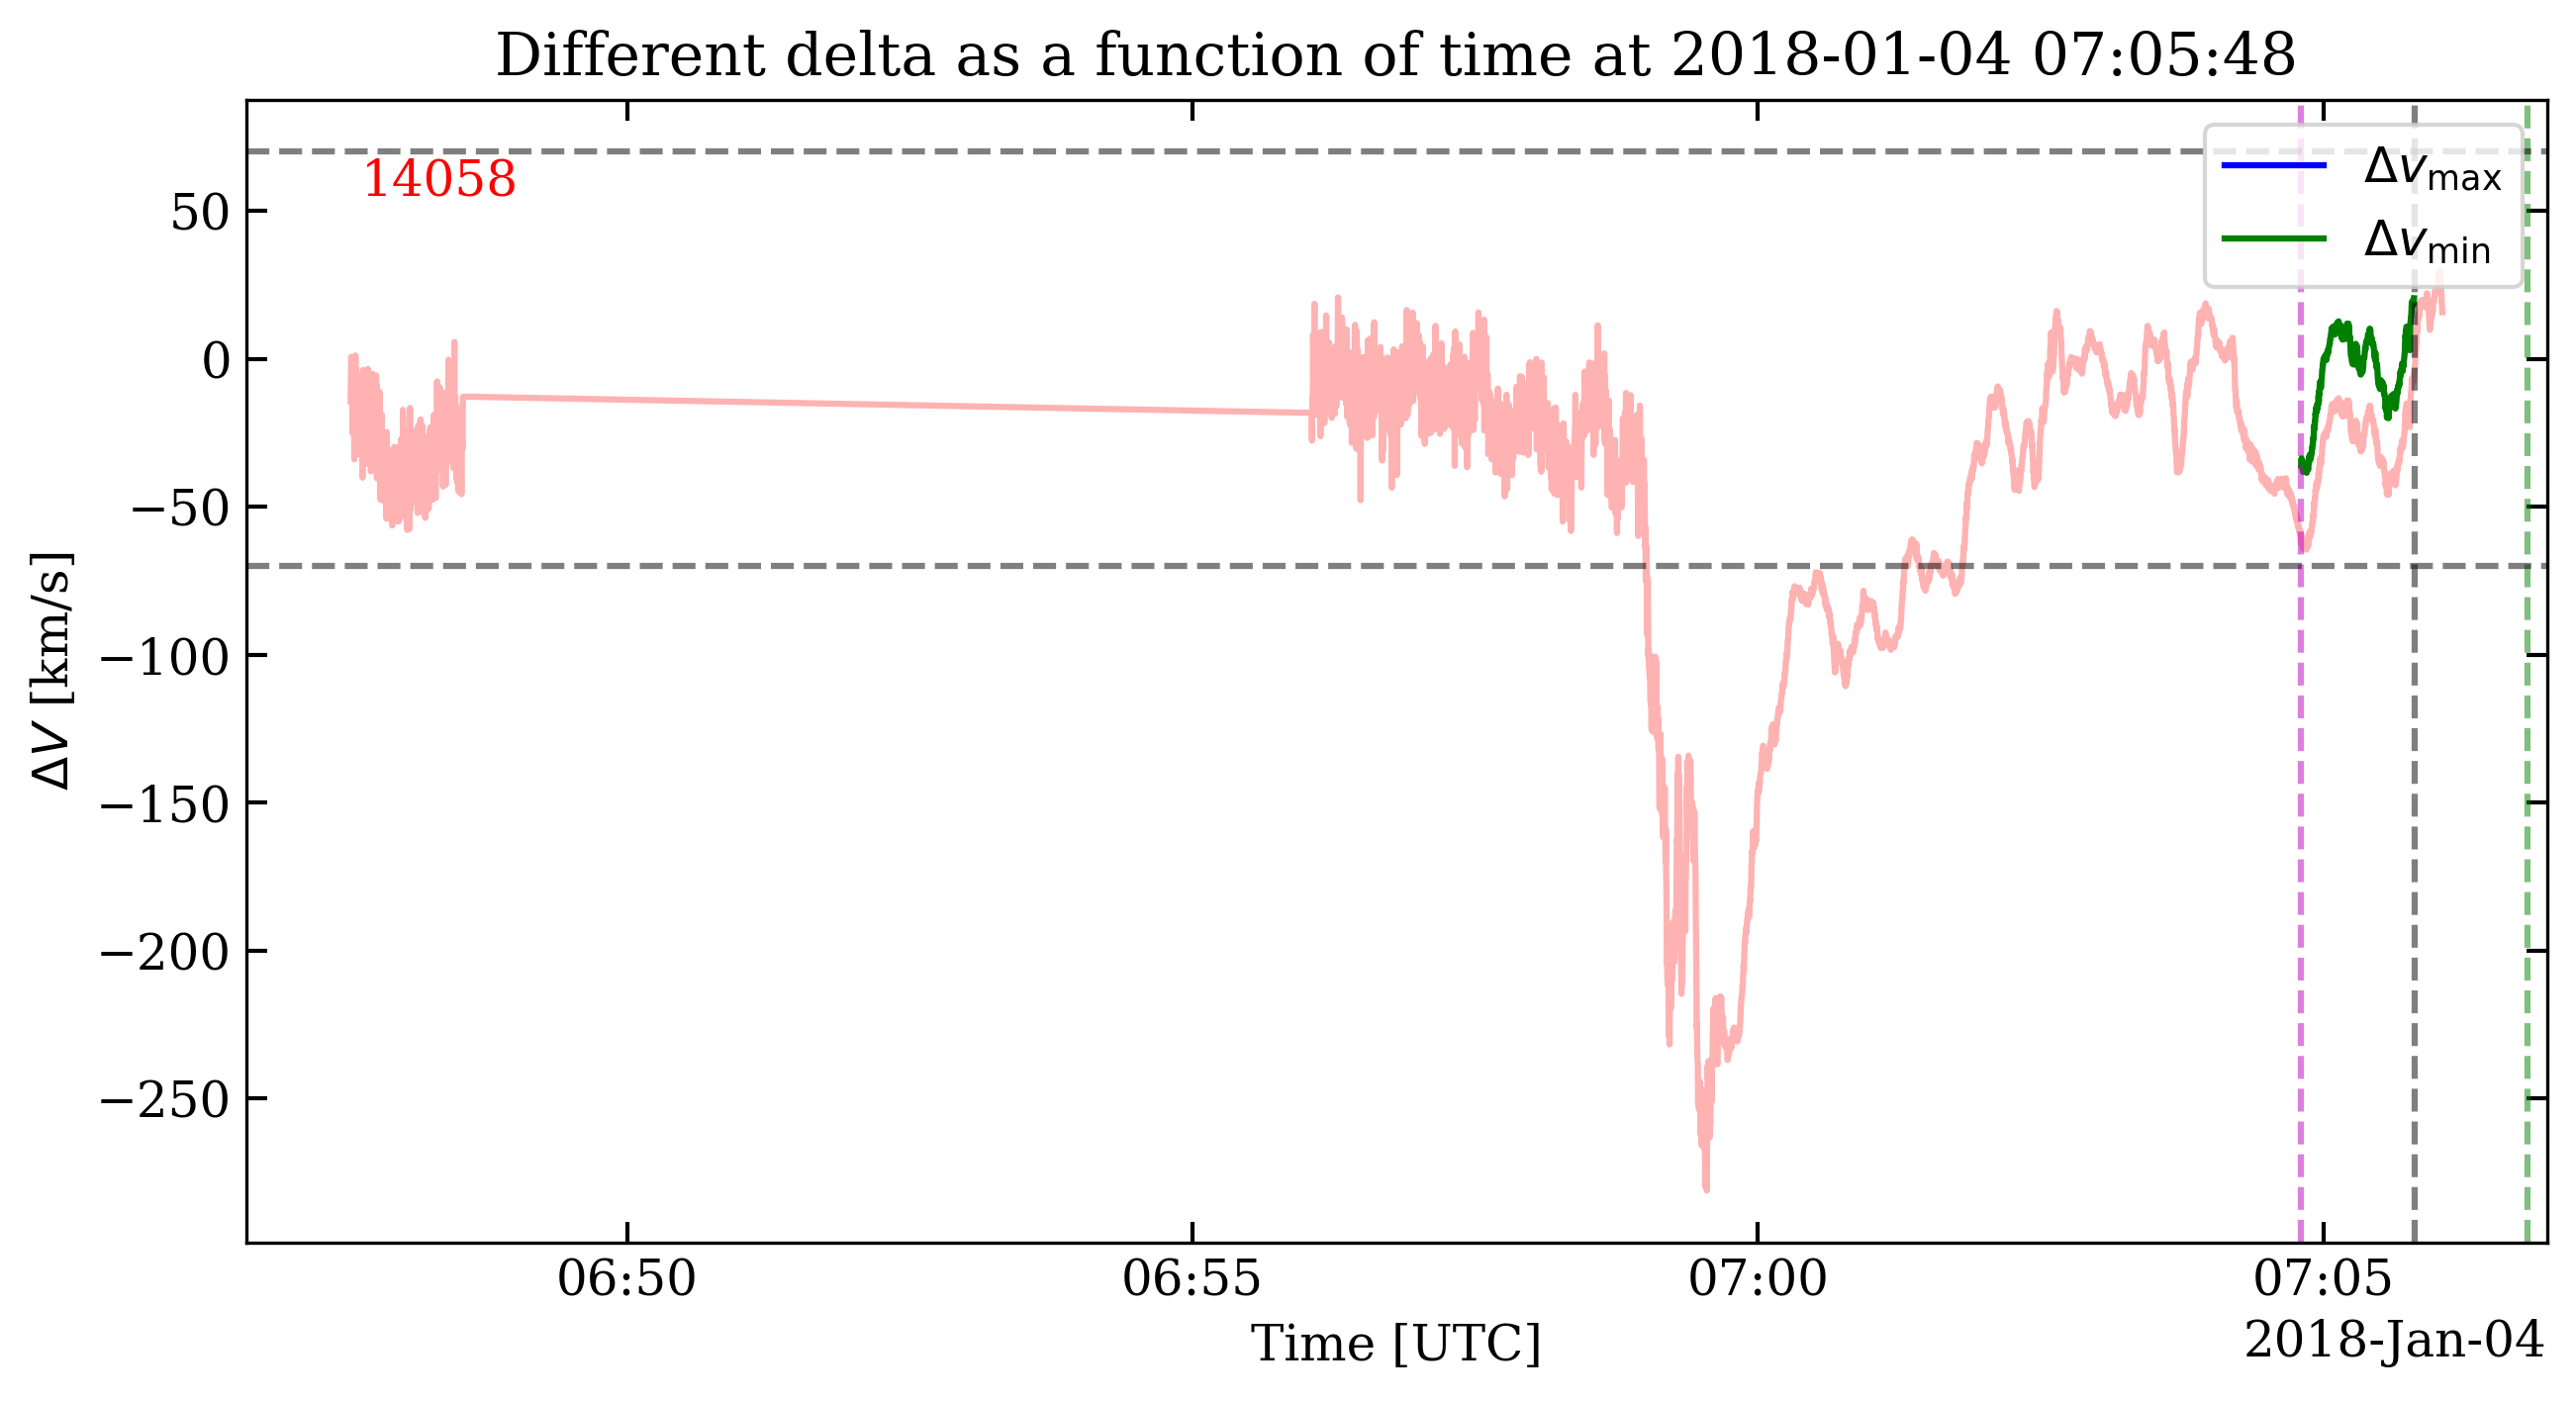 Different delta as a function of time at 2018-01-04 07:05:48
14058
Δv_max
Δv_min
50
0
−50
−100
−150
−200
−250
ΔV [km/s]
06:50 06:55 07:00 07:05
Time [UTC]
2018-Jan-04